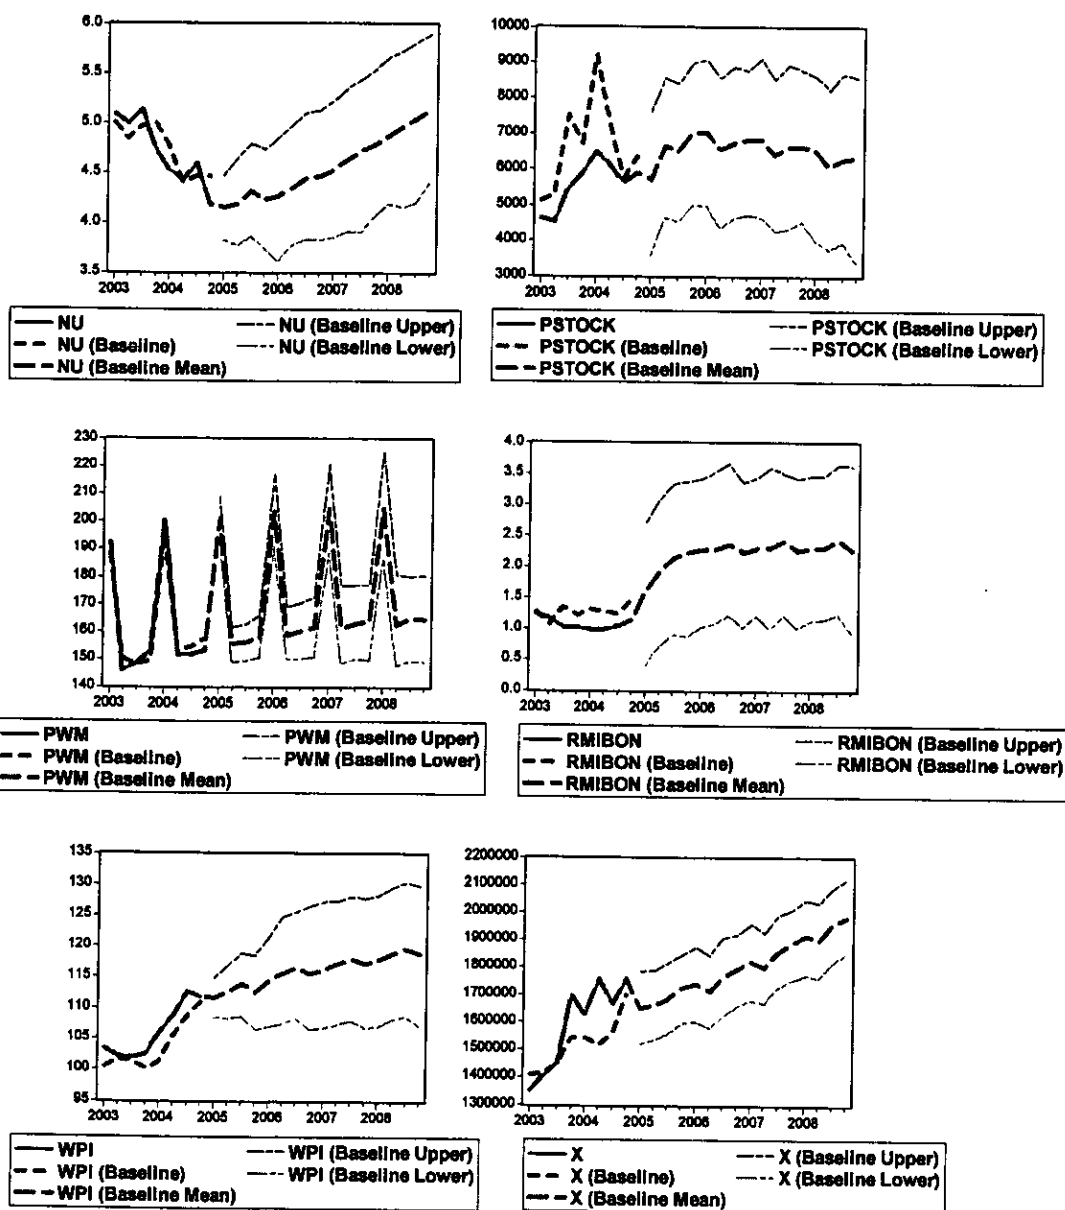 6.0
5.5
5.0
4.5
4.0
3.5
2003 2004 2005 2006 2007 2008
NU NU (Baseline Upper)
NU (Baseline) NU (Baseline Lower)
NU (Baseline Mean)
10000
9000
8000
7000
6000
5000
4000
3000
2003 2004 2005 2006 2007 2008
PSTOCK PSTOCK (Baseline Upper)
PSTOCK (Baseline) PSTOCK (Baseline Lower)
PSTOCK (Baseline Mean)
230
220
210
200
190
180
170
160
150
140
2003 2004 2005 2006 2007 2008
PWM PWM (Baseline Upper)
PWM (Baseline) PWM (Baseline Lower)
PWM (Baseline Mean)
4.0
3.5
3.0
2.5
2.0
1.5
1.0
0.5
0.0
2003 2004 2005 2006 2007 2008
RMIBON RMIBON (Baseline Upper)
RMIBON (Baseline) RMIBON (Baseline Lower)
RMIBON (Baseline Mean)
135
130
125
120
115
110
105
100
95
2003 2004 2005 2006 2007 2008
WPI WPI (Baseline Upper)
WPI (Baseline) WPI (Baseline Lower)
WPI (Baseline Mean)
2200000
2100000
2000000
1900000
1800000
1700000
1600000
1500000
1400000
1300000
2003 2004 2005 2006 2007 2008
X X (Baseline Upper)
X (Baseline) X (Baseline Lower)
X (Baseline Mean)